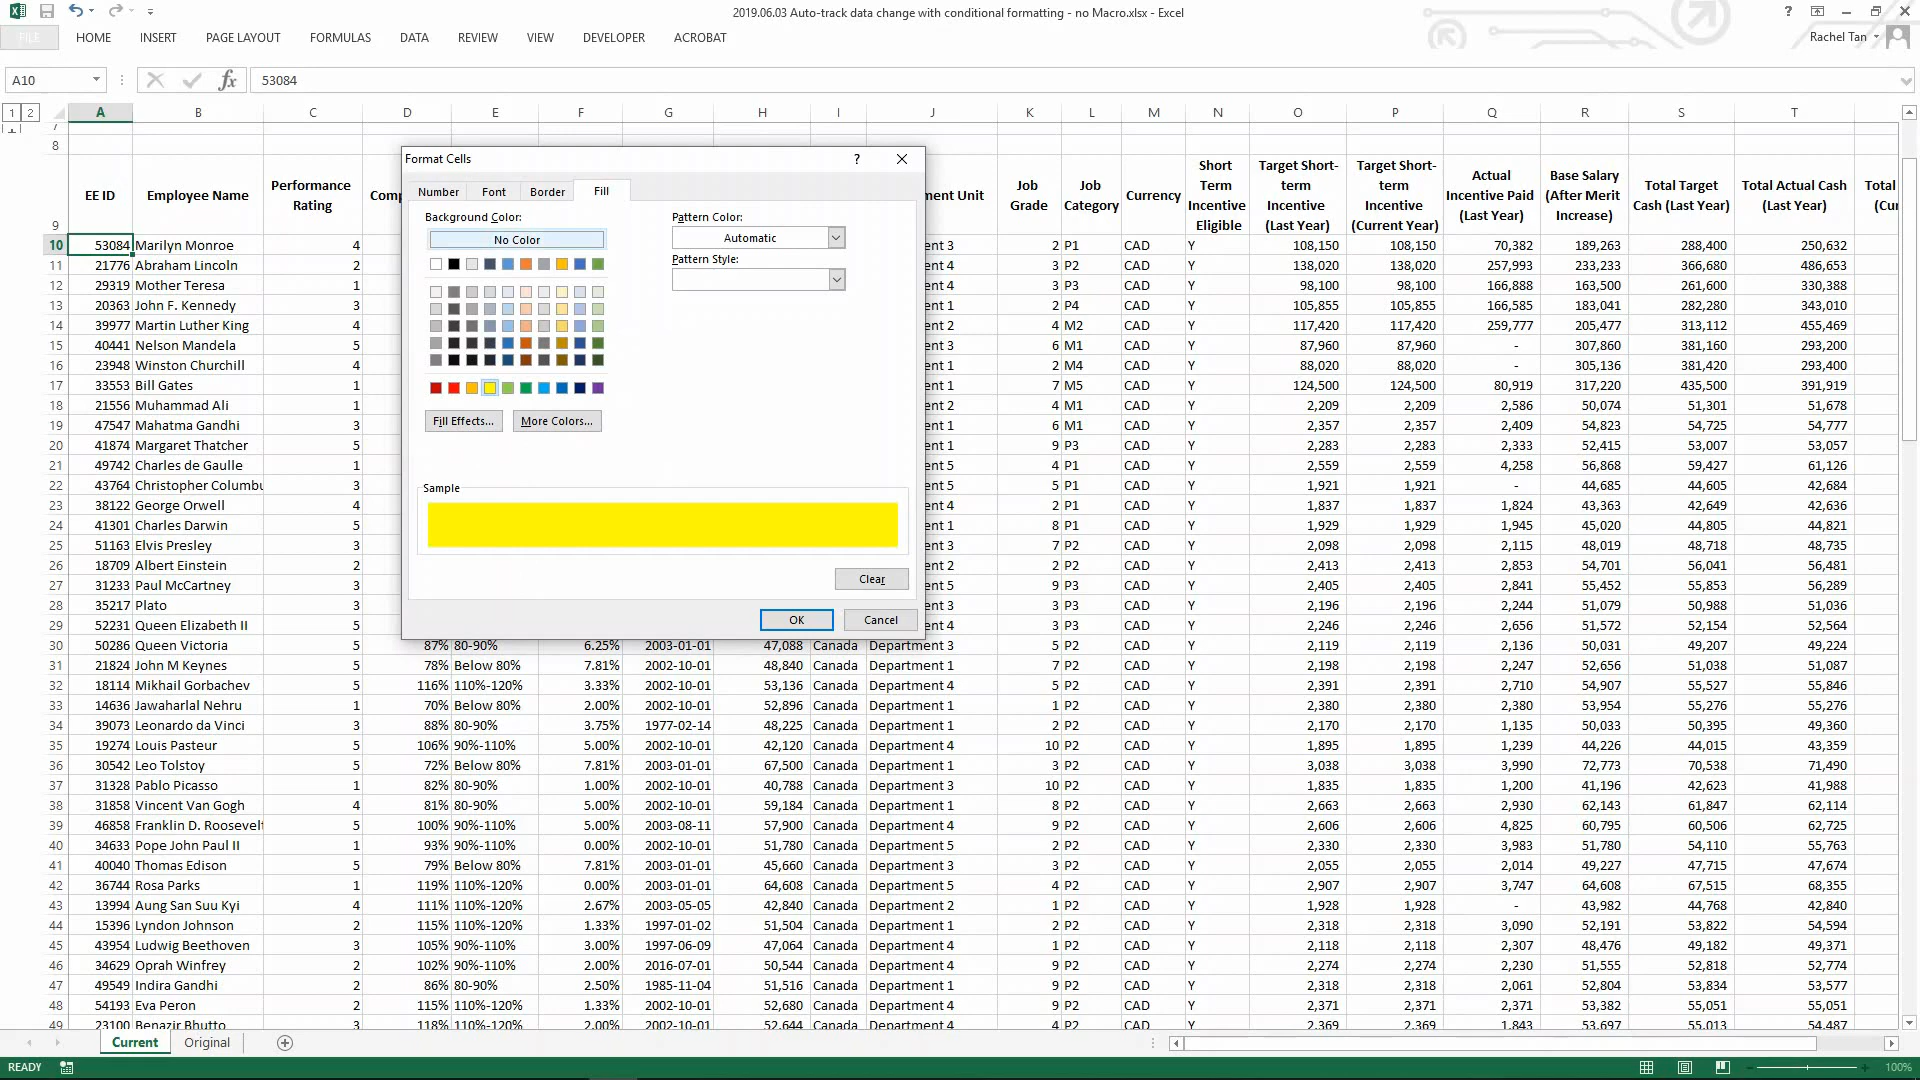 2019.06.03 Auto-track data change with conditional formatting - no Macro.xlsx - Excel
?
FILE HOME INSERT PAGE LAYOUT FORMULAS DATA REVIEW VIEW DEVELOPER ACROBAT Rachel Tan
A10 fx 53084
1 2 A B C D E F G H I J K L M N O P Q R S T
7
8
9 EE ID Employee Name Performance Rating Comp ment Unit Job Grade Job Category Currency Short Term Incentive Eligible Target Short-term Incentive (Last Year) Target Short-term Incentive (Current Year) Actual Incentive Paid (Last Year) Base Salary (After Merit Increase) Total Target Cash (Last Year) Total Actual Cash (Last Year) Total (Cur
Format Cells ?
Number Font Border Fill
Background Color:
No Color
Pattern Color:
Automatic
Pattern Style:
Fill Effects... More Colors...
Sample
Clear
OK Cancel
10 53084 Marilyn Monroe 4 ent 3 2 P1 CAD Y 108,150 108,150 70,382 189,263 288,400 250,632
11 21776 Abraham Lincoln 2 ent 4 3 P2 CAD Y 138,020 138,020 257,993 233,233 366,680 486,653
12 29319 Mother Teresa 1 ent 4 3 P3 CAD Y 98,100 98,100 166,888 163,500 261,600 330,388
13 20363 John F. Kennedy 3 ent 1 2 P4 CAD Y 105,855 105,855 166,585 183,041 282,280 343,010
14 39977 Martin Luther King 4 ent 2 4 M2 CAD Y 117,420 117,420 259,777 205,477 313,112 455,469
15 40441 Nelson Mandela 5 ent 3 6 M1 CAD Y 87,960 87,960 - 307,860 381,160 293,200
16 23948 Winston Churchill 4 ent 1 2 M4 CAD Y 88,020 88,020 - 305,136 381,420 293,400
17 33553 Bill Gates 1 ent 1 7 M5 CAD Y 124,500 124,500 80,919 317,220 435,500 391,919
18 21556 Muhammad Ali 1 ent 2 4 M1 CAD Y 2,209 2,209 2,586 50,074 51,301 51,678
19 47547 Mahatma Gandhi 3 ent 1 6 M1 CAD Y 2,357 2,357 2,409 54,823 54,725 54,777
20 41874 Margaret Thatcher 5 ent 1 9 P3 CAD Y 2,283 2,283 2,333 52,415 53,007 53,057
21 49742 Charles de Gaulle 1 ent 5 4 P1 CAD Y 2,559 2,559 4,258 56,868 59,427 61,126
22 43764 Christopher Columbu 3 ent 5 5 P1 CAD Y 1,921 1,921 - 44,685 44,605 42,684
23 38122 George Orwell 4 ent 4 2 P1 CAD Y 1,837 1,837 1,824 43,363 42,649 42,636
24 41301 Charles Darwin 5 ent 1 8 P1 CAD Y 1,929 1,929 1,945 45,020 44,805 44,821
25 51163 Elvis Presley 3 ent 3 7 P2 CAD Y 2,098 2,098 2,115 48,019 48,718 48,735
26 18709 Albert Einstein 2 ent 2 2 P2 CAD Y 2,413 2,413 2,853 54,701 56,041 56,481
27 31233 Paul McCartney 3 ent 5 9 P3 CAD Y 2,405 2,405 2,841 55,452 55,853 56,289
28 35217 Plato 3 ent 3 3 P3 CAD Y 2,196 2,196 2,244 51,079 50,988 51,036
29 52231 Queen Elizabeth II 5 ent 4 3 P3 CAD Y 2,246 2,246 2,656 51,572 52,154 52,564
30 50286 Queen Victoria 5 87% 80-90% 6.25% 2003-01-01 47,088 Canada Department 3 5 P2 CAD Y 2,119 2,119 2,136 50,031 49,207 49,224
31 21824 John M Keynes 5 78% Below 80% 7.81% 2002-10-01 48,840 Canada Department 1 7 P2 CAD Y 2,198 2,198 2,247 52,656 51,038 51,087
32 18114 Mikhail Gorbachev 5 116% 110%-120% 3.33% 2002-10-01 53,136 Canada Department 4 5 P2 CAD Y 2,391 2,391 2,710 54,907 55,527 55,846
33 14636 Jawaharlal Nehru 1 70% Below 80% 2.00% 2002-10-01 52,896 Canada Department 1 1 P2 CAD Y 2,380 2,380 2,380 53,954 55,276 55,276
34 39073 Leonardo da Vinci 3 88% 80-90% 3.75% 1977-02-14 48,225 Canada Department 1 2 P2 CAD Y 2,170 2,170 1,135 50,033 50,395 49,360
35 19274 Louis Pasteur 5 106% 90%-110% 5.00% 2002-10-01 42,120 Canada Department 4 10 P2 CAD Y 1,895 1,895 1,239 44,226 44,015 43,359
36 30542 Leo Tolstoy 5 72% Below 80% 7.81% 2002-10-01 67,500 Canada Department 1 3 P2 CAD Y 3,038 3,038 3,990 72,773 70,538 71,490
37 31328 Pablo Picasso 1 82% 80-90% 1.00% 2002-10-01 40,788 Canada Department 3 10 P2 CAD Y 1,835 1,835 1,200 41,196 42,623 41,988
38 31858 Vincent Van Gogh 4 81% 80-90% 5.00% 2002-10-01 59,184 Canada Department 1 8 P2 CAD Y 2,663 2,663 2,930 62,143 61,847 62,114
39 46858 Franklin D. Roosevelt 5 100% 90%-110% 5.00% 2003-08-11 57,900 Canada Department 4 9 P2 CAD Y 2,606 2,606 4,825 60,795 60,506 62,725
40 34633 Pope John Paul II 1 93% 90%-110% 0.00% 2002-10-01 51,780 Canada Department 5 2 P2 CAD Y 2,330 2,330 3,983 51,780 54,110 55,763
41 40040 Thomas Edison 5 79% Below 80% 7.81% 2003-01-01 45,660 Canada Department 3 3 P2 CAD Y 2,055 2,055 2,014 49,227 47,715 47,674
42 36744 Rosa Parks 1 119% 110%-120% 0.00% 2003-01-01 64,608 Canada Department 5 4 P2 CAD Y 2,907 2,907 3,747 64,608 67,515 68,355
43 13994 Aung San Suu Kyi 4 111% 110%-120% 2.67% 2003-05-05 42,840 Canada Department 2 1 P2 CAD Y 1,928 1,928 - 43,982 44,768 42,840
44 15396 Lyndon Johnson 2 115% 110%-120% 1.33% 1997-01-02 51,504 Canada Department 1 2 P2 CAD Y 2,318 2,318 3,090 52,191 53,822 54,594
45 43954 Ludwig Beethoven 3 105% 90%-110% 3.00% 1997-06-09 47,064 Canada Department 4 1 P2 CAD Y 2,118 2,118 2,307 48,476 49,182 49,371
46 34629 Oprah Winfrey 2 102% 90%-110% 2.00% 2016-07-01 50,544 Canada Department 4 9 P2 CAD Y 2,274 2,274 2,230 51,555 52,818 52,774
47 49549 Indira Gandhi 2 86% 80-90% 2.50% 1985-11-04 51,516 Canada Department 1 9 P2 CAD Y 2,318 2,318 2,061 52,804 53,834 53,577
48 54193 Eva Peron 2 115% 110%-120% 1.33% 2002-10-01 52,680 Canada Department 4 9 P2 CAD Y 2,371 2,371 2,371 53,382 55,051 55,051
49 23100 Benazir Bhutto 3 118% 110%-120% 2.00% 2002-10-01 52,644 Canada Department 4 4 P2 CAD Y 2,369 2,369 1,843 53,697 55,013 54,487
Current Original
READY 100%